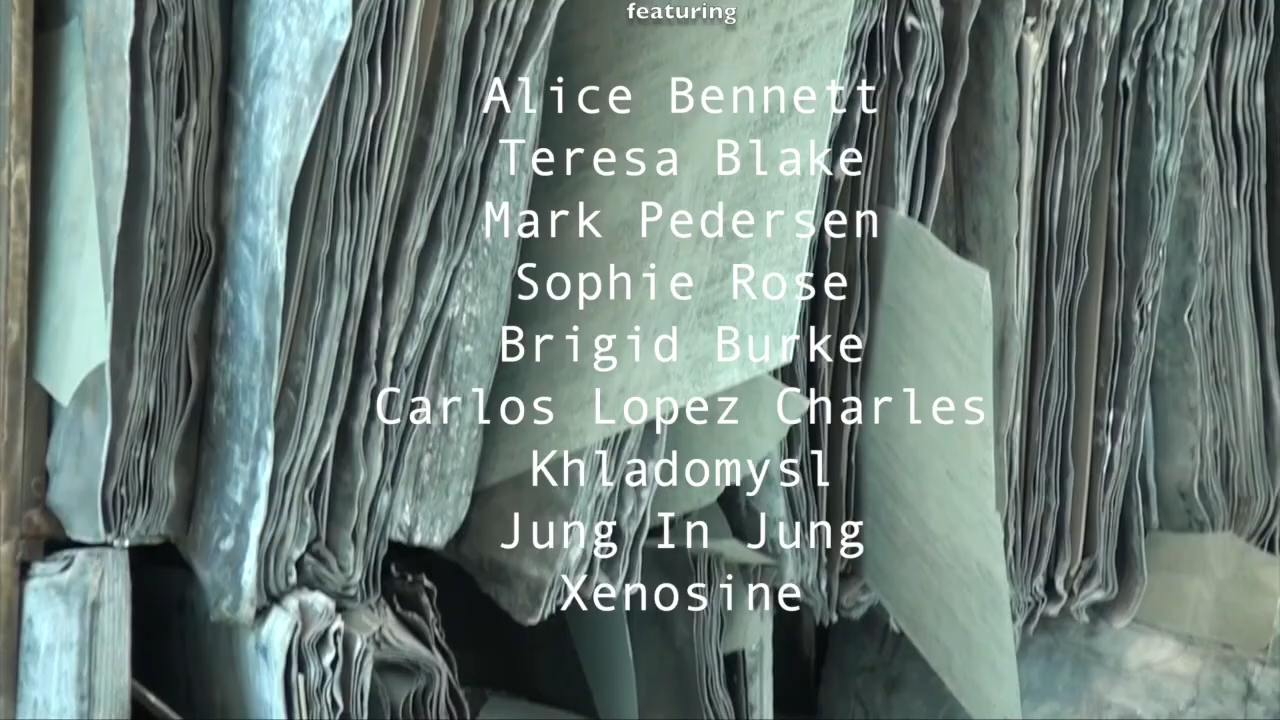 featuring
Alice Bennett
Teresa Blake
Mark Pedersen
Sophie Rose
Brigid Burke
Carlos Lopez Charles
Khladomysl
Jung In Jung
Xenosine